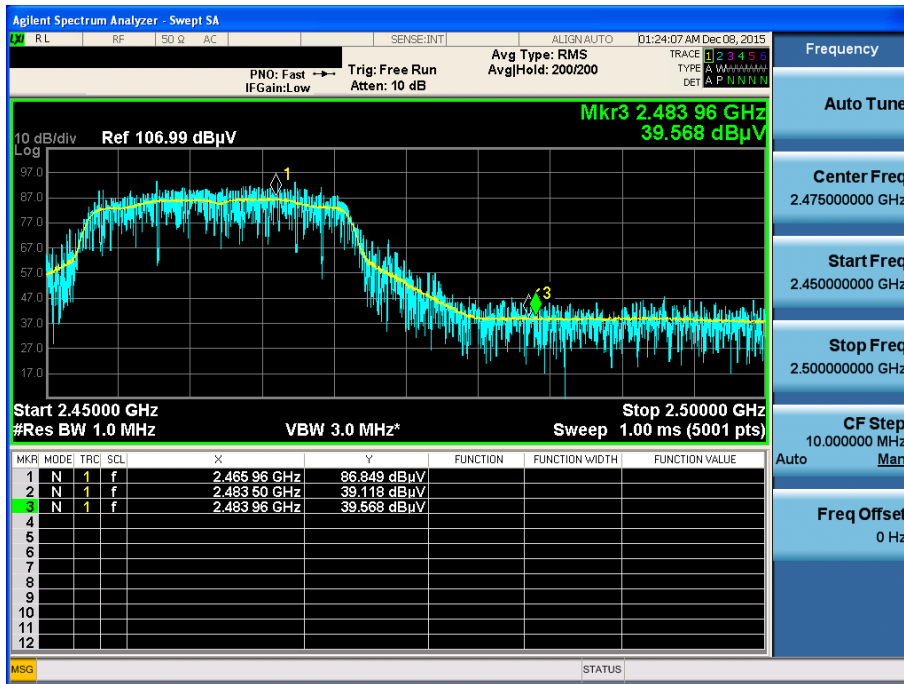 Agilent Spectrum Analyzer - Swept SA
LXI RL RF 50 Ω AC SENSE:INT ALIGN AUTO 01:24:07 AM Dec 08, 2015
PNO: Fast Trig: Free Run Avg Type: RMS TRACE 1 2 3 4 5 6
IFGain:Low Atten: 10 dB Avg|Hold: 200/200 TYPE A WWWWW
DET A P N N N N
Mkr3 2.483 96 GHz
39.568 dBµV
10 dB/div Ref 106.99 dBµV
Log
97.0
87.0
77.0
67.0
57.0
47.0
37.0
27.0
17.0
1
3
Start 2.45000 GHz Stop 2.50000 GHz
#Res BW 1.0 MHz VBW 3.0 MHz* Sweep 1.00 ms (5001 pts)
MKR MODE TRC SCL X Y FUNCTION FUNCTION WIDTH FUNCTION VALUE
1 N 1 f 2.465 96 GHz 86.849 dBµV
2 N 1 f 2.483 50 GHz 39.118 dBµV
3 N 1 f 2.483 96 GHz 39.568 dBµV
4
5
6
7
8
9
10
11
12
MSG STATUS
Frequency
Auto Tune
Center Freq
2.475000000 GHz
Start Freq
2.450000000 GHz
Stop Freq
2.500000000 GHz
CF Step
10.000000 MHz
Auto Man
Freq Offset
0 Hz